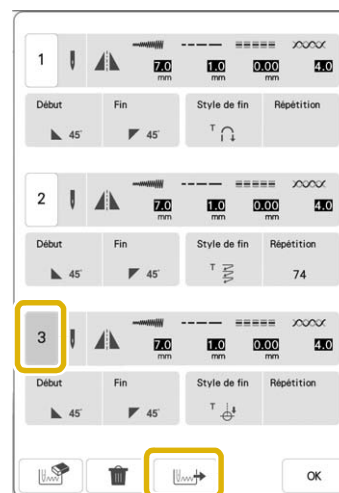 1
7.0 1.0 0.00 4.0
mm mm mm
Début Fin Style de fin Répétition
45° 45° T
2
7.0 1.0 0.00 4.0
mm mm mm
Début Fin Style de fin Répétition
45° 45° T 74
3
7.0 1.0 0.00 4.0
mm mm mm
Début Fin Style de fin Répétition
45° 45° T
OK